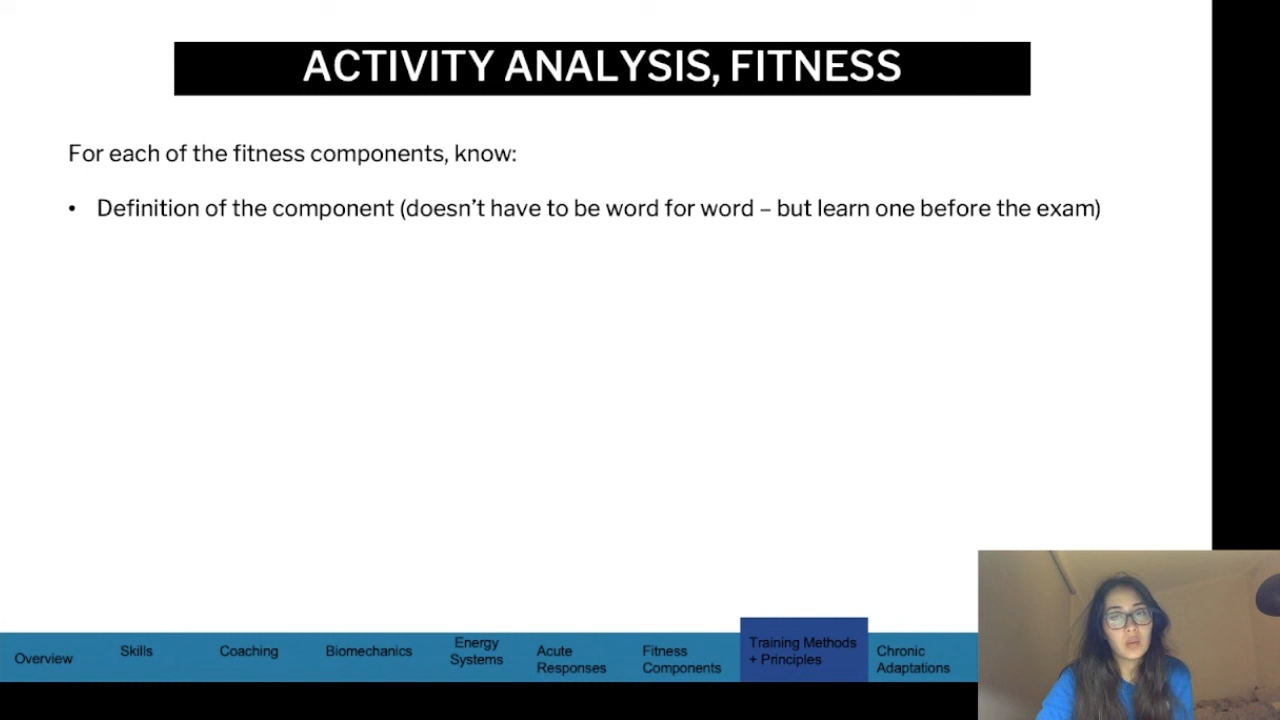 ACTIVITY ANALYSIS, FITNESS
For each of the fitness components, know:
• Definition of the component (doesn't have to be word for word – but learn one before the exam)
Overview
Skills
Coaching
Biomechanics
Energy
Systems
Acute
Responses
Fitness
Components
Training Methods
+ Principles
Chronic
Adaptations